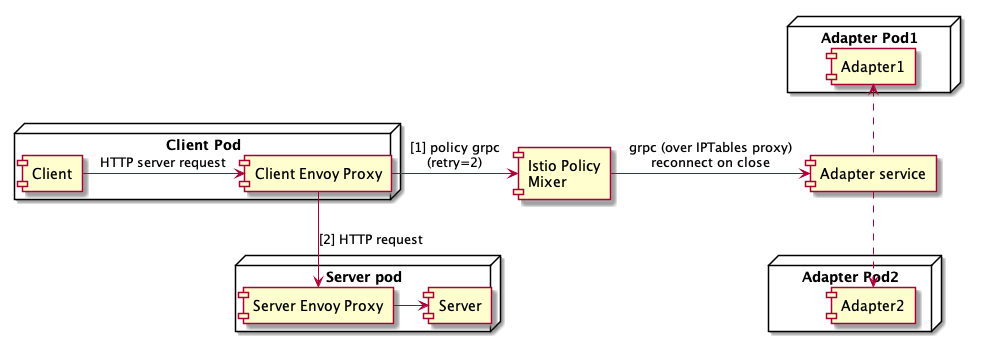 Adapter Pod1
Adapter1
Client Pod
Client
HTTP server request
Client Envoy Proxy
[1] policy grpc
(retry=2)
Istio Policy
Mixer
grpc (over IPTables proxy)
reconnect on close
Adapter service
[2] HTTP request
Server pod
Server Envoy Proxy
Server
Adapter Pod2
Adapter2